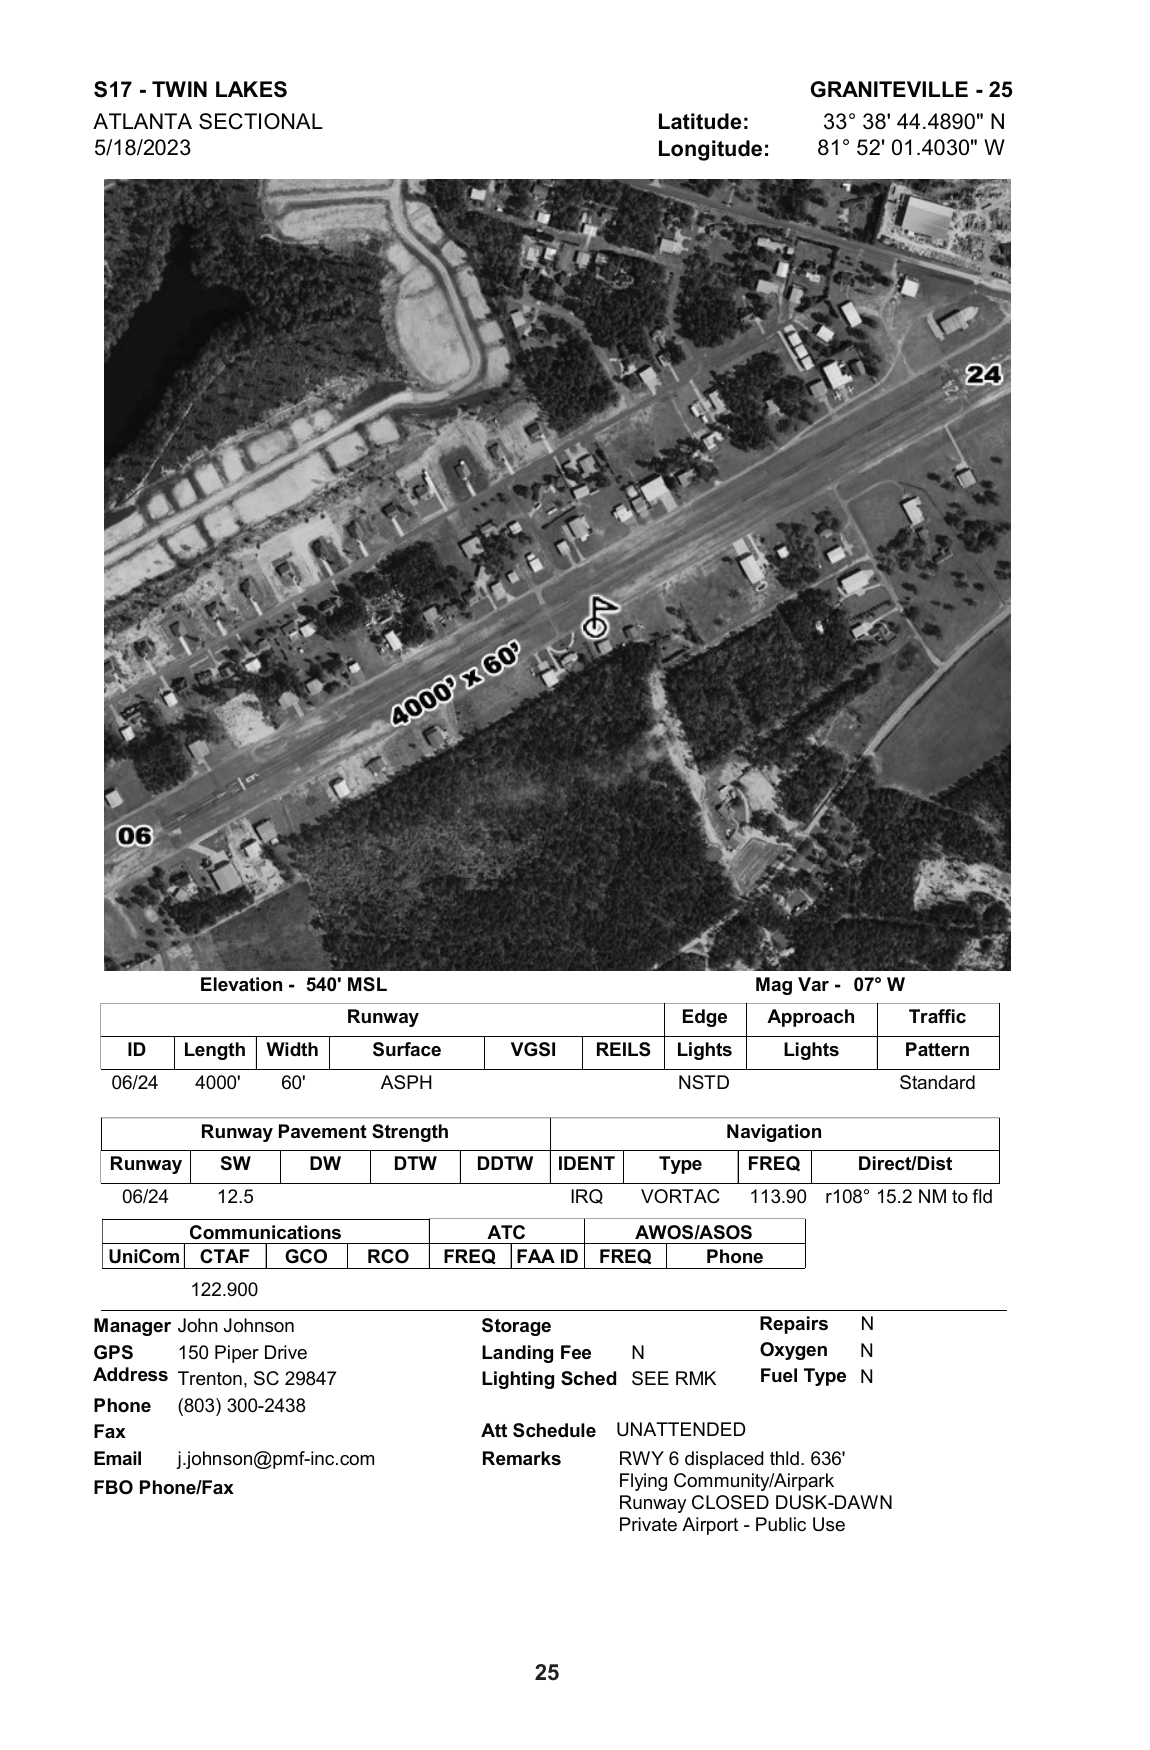 S17 - TWIN LAKES GRANITEVILLE - 25
ATLANTA SECTIONAL Latitude: 33° 38' 44.4890" N
5/18/2023 Longitude: 81° 52' 01.4030" W
24
4000' x 60'
06
Elevation - 540' MSL Mag Var - 07° W
Runway Edge Approach Traffic
ID Length Width Surface VGSI REILS Lights Lights Pattern
06/24 4000' 60' ASPH NSTD Standard
Runway Pavement Strength Navigation
Runway SW DW DTW DDTW IDENT Type FREQ Direct/Dist
06/24 12.5 IRQ VORTAC 113.90 r108° 15.2 NM to fld
Communications ATC AWOS/ASOS
UniCom CTAF GCO RCO FREQ FAA ID FREQ Phone
122.900
Manager John Johnson Storage Repairs N
GPS 150 Piper Drive Landing Fee N Oxygen N
Address Trenton, SC 29847 Lighting Sched SEE RMK Fuel Type N
Phone (803) 300-2438
Fax Att Schedule UNATTENDED
Email j.johnson@pmf-inc.com Remarks RWY 6 displaced thld. 636'
Flying Community/Airpark
FBO Phone/Fax
Runway CLOSED DUSK-DAWN
Private Airport - Public Use
25